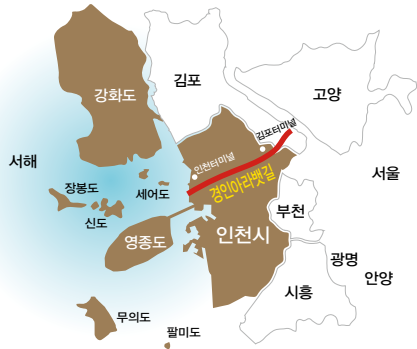 강화도
김포
고양
김포터미널
서해
인천터미널
서울
장봉도
세어도
경인아라뱃길
신도
부천
영종도
인천시
광명
안양
시흥
무의도
팔미도